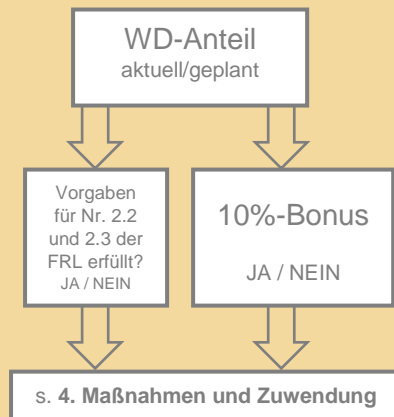 WD-Anteil
aktuell/geplant
Vorgaben
für Nr. 2.2
und 2.3 der
FRL erfüllt?
JA / NEIN
10%-Bonus
JA / NEIN
s. 4. Maßnahmen und Zuwendung